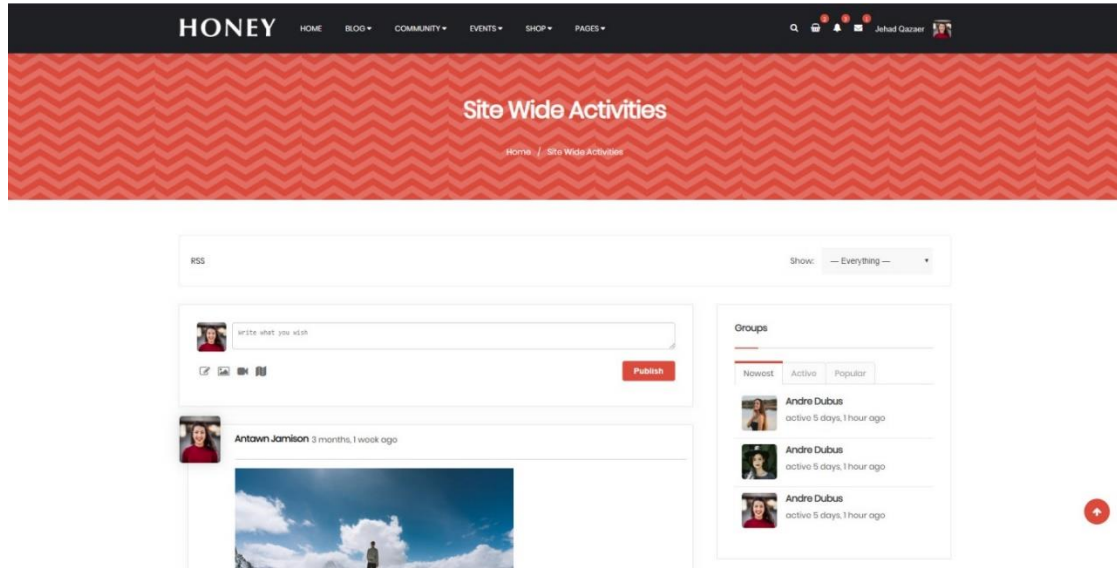 HONEY HOME BLOG COMMUNITY EVENTS SHOP PAGES Jehad Qazaer
Site Wide Activities
Home / Site Wide Activities
RSS Show: — Everything —
write what you wish
Publish
Antawn Jamison 3 months, 1 week ago
Groups
Newest Active Popular
Andre Dubus
active 5 days, 1 hour ago
Andre Dubus
active 5 days, 1 hour ago
Andre Dubus
active 5 days, 1 hour ago